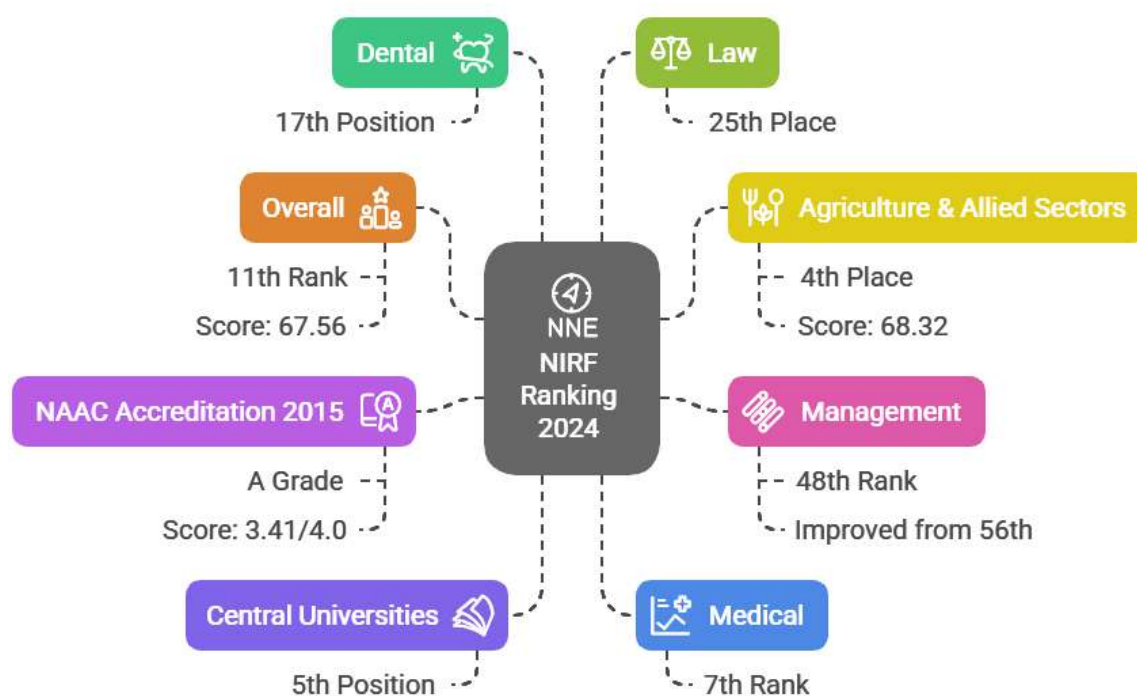 Dental
17th Position
Law
25th Place
Overall
11th Rank
Score: 67.56
Agriculture & Allied Sectors
4th Place
Score: 68.32
NNE
NIRF
Ranking
2024
NAAC Accreditation 2015
A
A Grade
Score: 3.41/4.0
Management
48th Rank
Improved from 56th
Central Universities
5th Position
Medical
7th Rank